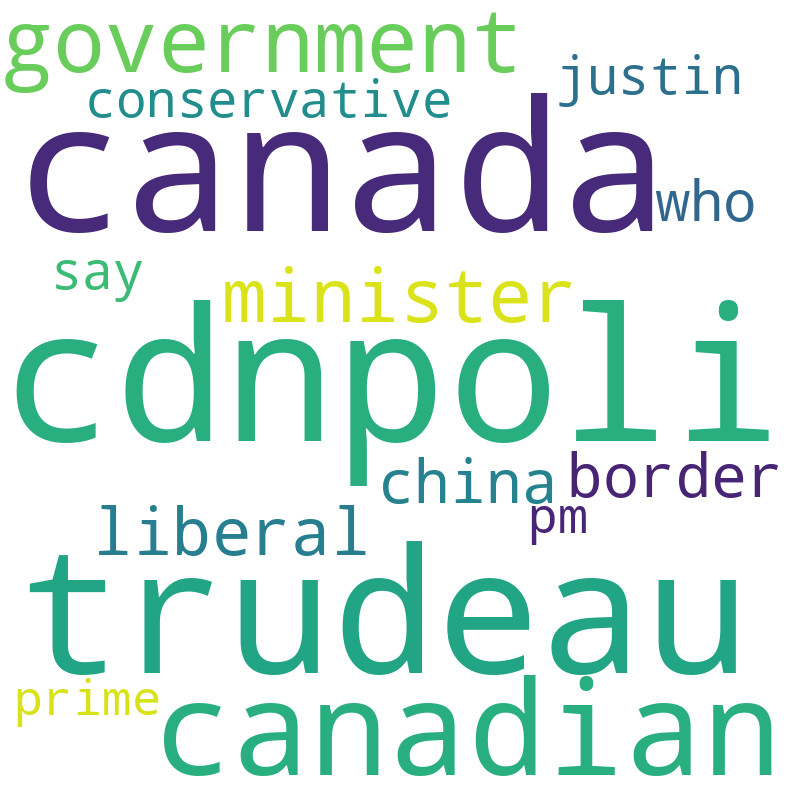 government
conservative justin
canada who
say minister
cdnpoli
china border
liberal pm
trudeau
prime canadian